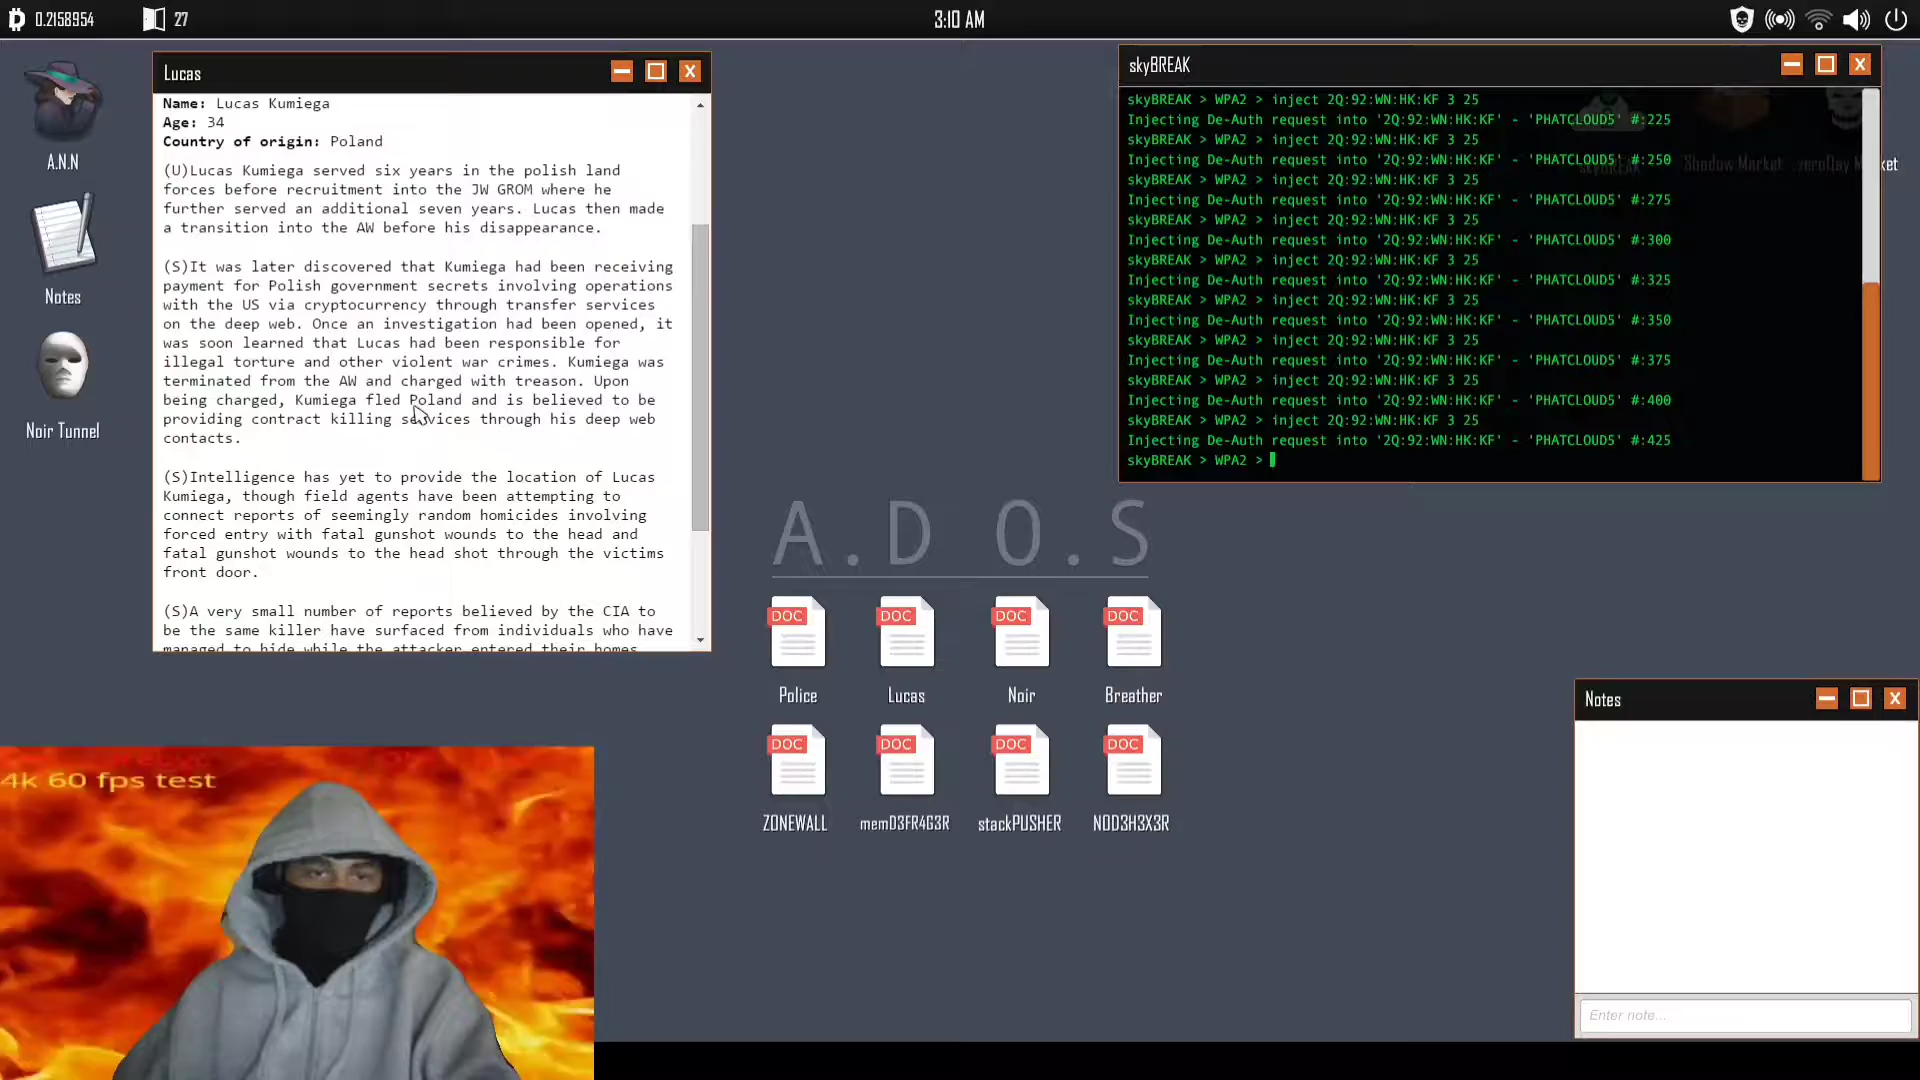 0.2158954
27
3:10 AM
A.N.N
Notes
Noir Tunnel
Lucas
Name: Lucas Kumiega
Age: 34
Country of origin: Poland
(U)Lucas Kumiega served six years in the polish land
forces before recruitment into the JW GROM where he
further served an additional seven years. Lucas then made
a transition into the AW before his disappearance.
(S)It was later discovered that Kumiega had been receiving
payment for Polish government secrets involving operations
with the US via cryptocurrency through transfer services
on the deep web. Once an investigation had been opened, it
was soon learned that Lucas had been responsible for
illegal torture and other violent war crimes. Kumiega was
terminated from the AW and charged with treason. Upon
being charged, Kumiega fled Poland and is believed to be
providing contract killing services through his deep web
contacts.
(S)Intelligence has yet to provide the location of Lucas
Kumiega, though field agents have been attempting to
connect reports of seemingly random homicides involving
forced entry with fatal gunshot wounds to the head and
fatal gunshot wounds to the head shot through the victims
front door.
(S)A very small number of reports believed by the CIA to
be the same killer have surfaced from individuals who have
managed to hide while the attacker entered their homes
skyBREAK
skyBREAK > WPA2 > inject 2Q:92:WN:HK:KF 3 25
Injecting De-Auth request into '2Q:92:WN:HK:KF' - 'PHATCLOUD5' #:225
skyBREAK > WPA2 > inject 2Q:92:WN:HK:KF 3 25
Injecting De-Auth request into '2Q:92:WN:HK:KF' - 'PHATCLOUD5' #:250
skyBREAK > WPA2 > inject 2Q:92:WN:HK:KF 3 25
Injecting De-Auth request into '2Q:92:WN:HK:KF' - 'PHATCLOUD5' #:275
skyBREAK > WPA2 > inject 2Q:92:WN:HK:KF 3 25
Injecting De-Auth request into '2Q:92:WN:HK:KF' - 'PHATCLOUD5' #:300
skyBREAK > WPA2 > inject 2Q:92:WN:HK:KF 3 25
Injecting De-Auth request into '2Q:92:WN:HK:KF' - 'PHATCLOUD5' #:325
skyBREAK > WPA2 > inject 2Q:92:WN:HK:KF 3 25
Injecting De-Auth request into '2Q:92:WN:HK:KF' - 'PHATCLOUD5' #:350
skyBREAK > WPA2 > inject 2Q:92:WN:HK:KF 3 25
Injecting De-Auth request into '2Q:92:WN:HK:KF' - 'PHATCLOUD5' #:375
skyBREAK > WPA2 > inject 2Q:92:WN:HK:KF 3 25
Injecting De-Auth request into '2Q:92:WN:HK:KF' - 'PHATCLOUD5' #:400
skyBREAK > WPA2 > inject 2Q:92:WN:HK:KF 3 25
Injecting De-Auth request into '2Q:92:WN:HK:KF' - 'PHATCLOUD5' #:425
skyBREAK > WPA2 >
skyBREAK
Shadow Market
A.D O.S
DOC
DOC
DOC
DOC
Police
Lucas
Noir
Breather
DOC
DOC
DOC
DOC
ZONEWALL
memD3FR4G3R
stackPUSHER
NOD3H3X3R
Notes
Enter note...
4k 60 fps test